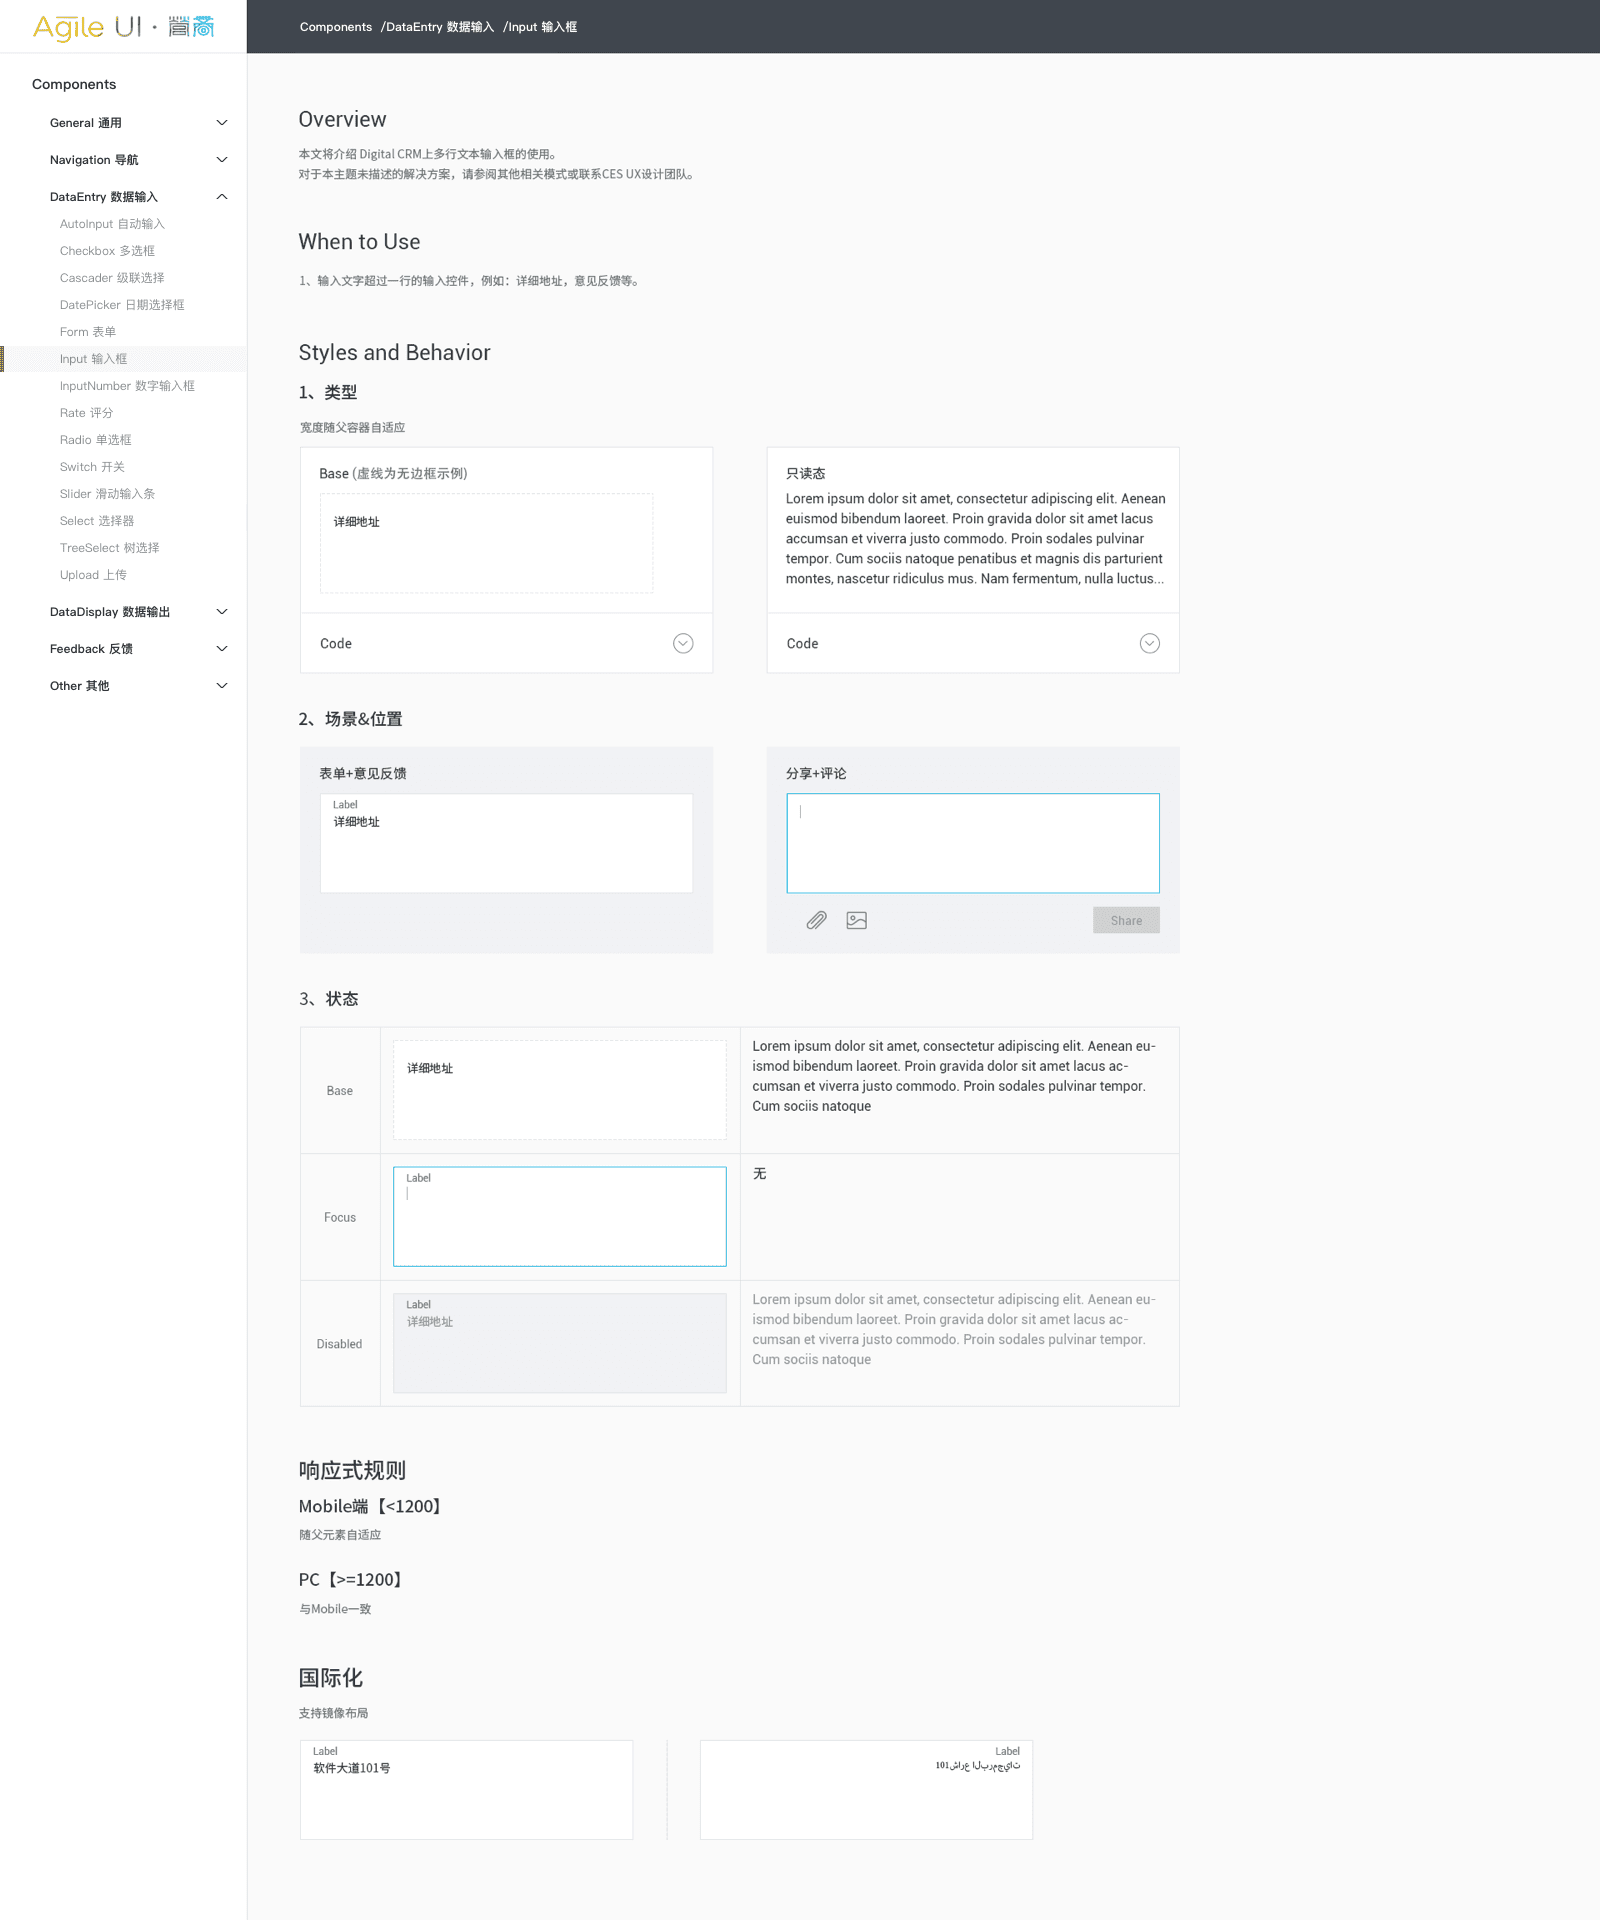 Agile UI · 营商
Components /DataEntry 数据输入 /Input 输入框
Components
General 通用
Navigation 导航
DataEntry 数据输入
AutoInput 自动输入
Checkbox 多选框
Cascader 级联选择
DatePicker 日期选择框
Form 表单
Input 输入框
InputNumber 数字输入框
Rate 评分
Radio 单选框
Switch 开关
Slider 滑动输入条
Select 选择器
TreeSelect 树选择
Upload 上传
DataDisplay 数据输出
Feedback 反馈
Other 其他
Overview
本文将介绍 Digital CRM上多行文本输入框的使用。
对于本主题未描述的解决方案，请参阅其他相关模式或联系CES UX设计团队。
When to Use
1、输入文字超过一行的输入控件，例如：详细地址，意见反馈等。
Styles and Behavior
1、类型
宽度随父容器自适应
Base (虚线为无边框示例)
详细地址
Code
只读态
Lorem ipsum dolor sit amet, consectetur adipiscing elit. Aenean
euismod bibendum laoreet. Proin gravida dolor sit amet lacus
accumsan et viverra justo commodo. Proin sodales pulvinar
tempor. Cum sociis natoque penatibus et magnis dis parturient
montes, nascetur ridiculus mus. Nam fermentum, nulla luctus...
Code
2、场景&位置
表单+意见反馈
Label
详细地址
分享+评论
Share
3、状态
Base
详细地址
Lorem ipsum dolor sit amet, consectetur adipiscing elit. Aenean eu-
ismod bibendum laoreet. Proin gravida dolor sit amet lacus ac-
cumsan et viverra justo commodo. Proin sodales pulvinar tempor.
Cum sociis natoque
Focus
Label
无
Disabled
Label
详细地址
Lorem ipsum dolor sit amet, consectetur adipiscing elit. Aenean eu-
ismod bibendum laoreet. Proin gravida dolor sit amet lacus ac-
cumsan et viverra justo commodo. Proin sodales pulvinar tempor.
Cum sociis natoque
响应式规则
Mobile端【<1200】
随父元素自适应
PC【>=1200】
与Mobile一致
国际化
支持镜像布局
Label
软件大道101号
Label